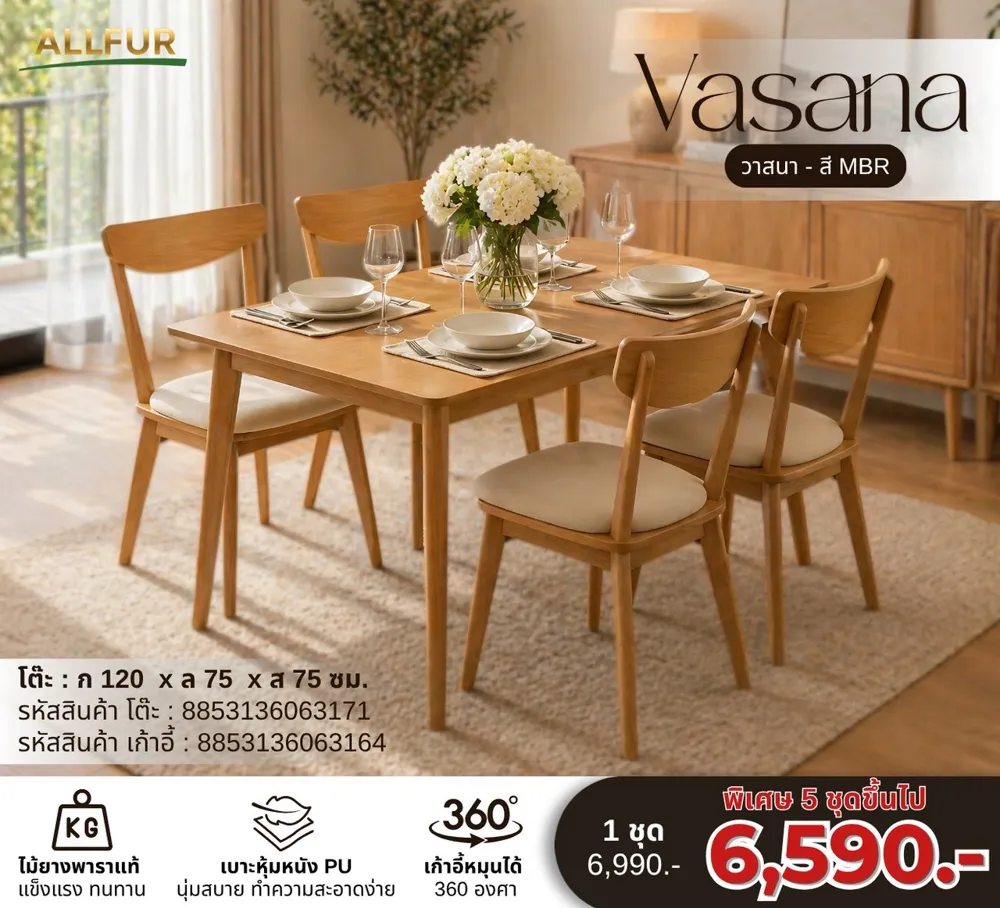 ALLFUR
Vasana
วาสนา - สี MBR
โต๊ะ : ก 120 x ล 75 x ส 75 ซม.
รหัสสินค้า โต๊ะ : 8853136063171
รหัสสินค้า เก้าอี้ : 8853136063164
KG
ไม้ยางพาราแท้
แข็งแรง ทนทาน
เบาะหุ้มหนัง PU
นุ่มสบาย ทำความสะอาดง่าย
360°
เก้าอี้หมุนได้
360 องศา
1 ชุด
6,990.-
พิเศษ 5 ชุดขึ้นไป
6,590.-